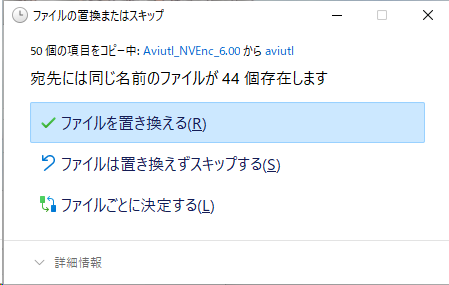 ファイルの置換またはスキップ
50 個の項目をコピー中: Aviutl_NVEnc_6.00 から aviutl
宛先には同じ名前のファイルが 44 個存在します
ファイルを置き換える(R)
ファイルは置き換えずスキップする(S)
ファイルごとに決定する(L)
詳細情報